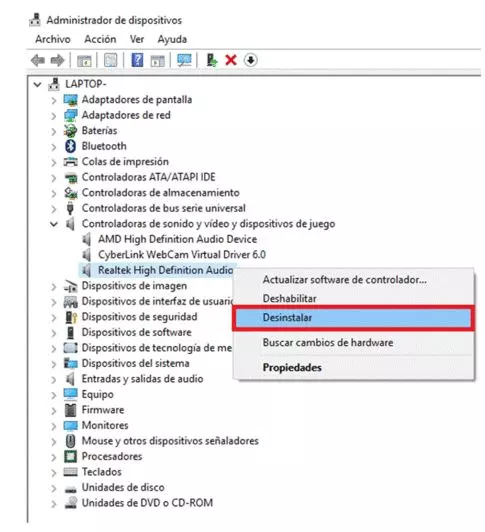 Administrador de dispositivos
Archivo Acción Ver Ayuda
LAPTOP-
Adaptadores de pantalla
Adaptadores de red
Baterías
Bluetooth
Colas de impresión
Controladoras ATA/ATAPI IDE
Controladoras de almacenamiento
Controladoras de bus serie universal
Controladoras de sonido y vídeo y dispositivos de juego
AMD High Definition Audio Device
CyberLink WebCam Virtual Driver 6.0
Realtek High Definition Audio
Dispositivos de imagen
Dispositivos de interfaz de usuario
Dispositivos de seguridad
Dispositivos de software
Dispositivos de tecnología de me
Dispositivos del sistema
Entradas y salidas de audio
Equipo
Firmware
Monitores
Mouse y otros dispositivos señaladores
Procesadores
Teclados
Unidades de disco
Unidades de DVD o CD-ROM
Actualizar software de controlador...
Deshabilitar
Desinstalar
Buscar cambios de hardware
Propiedades